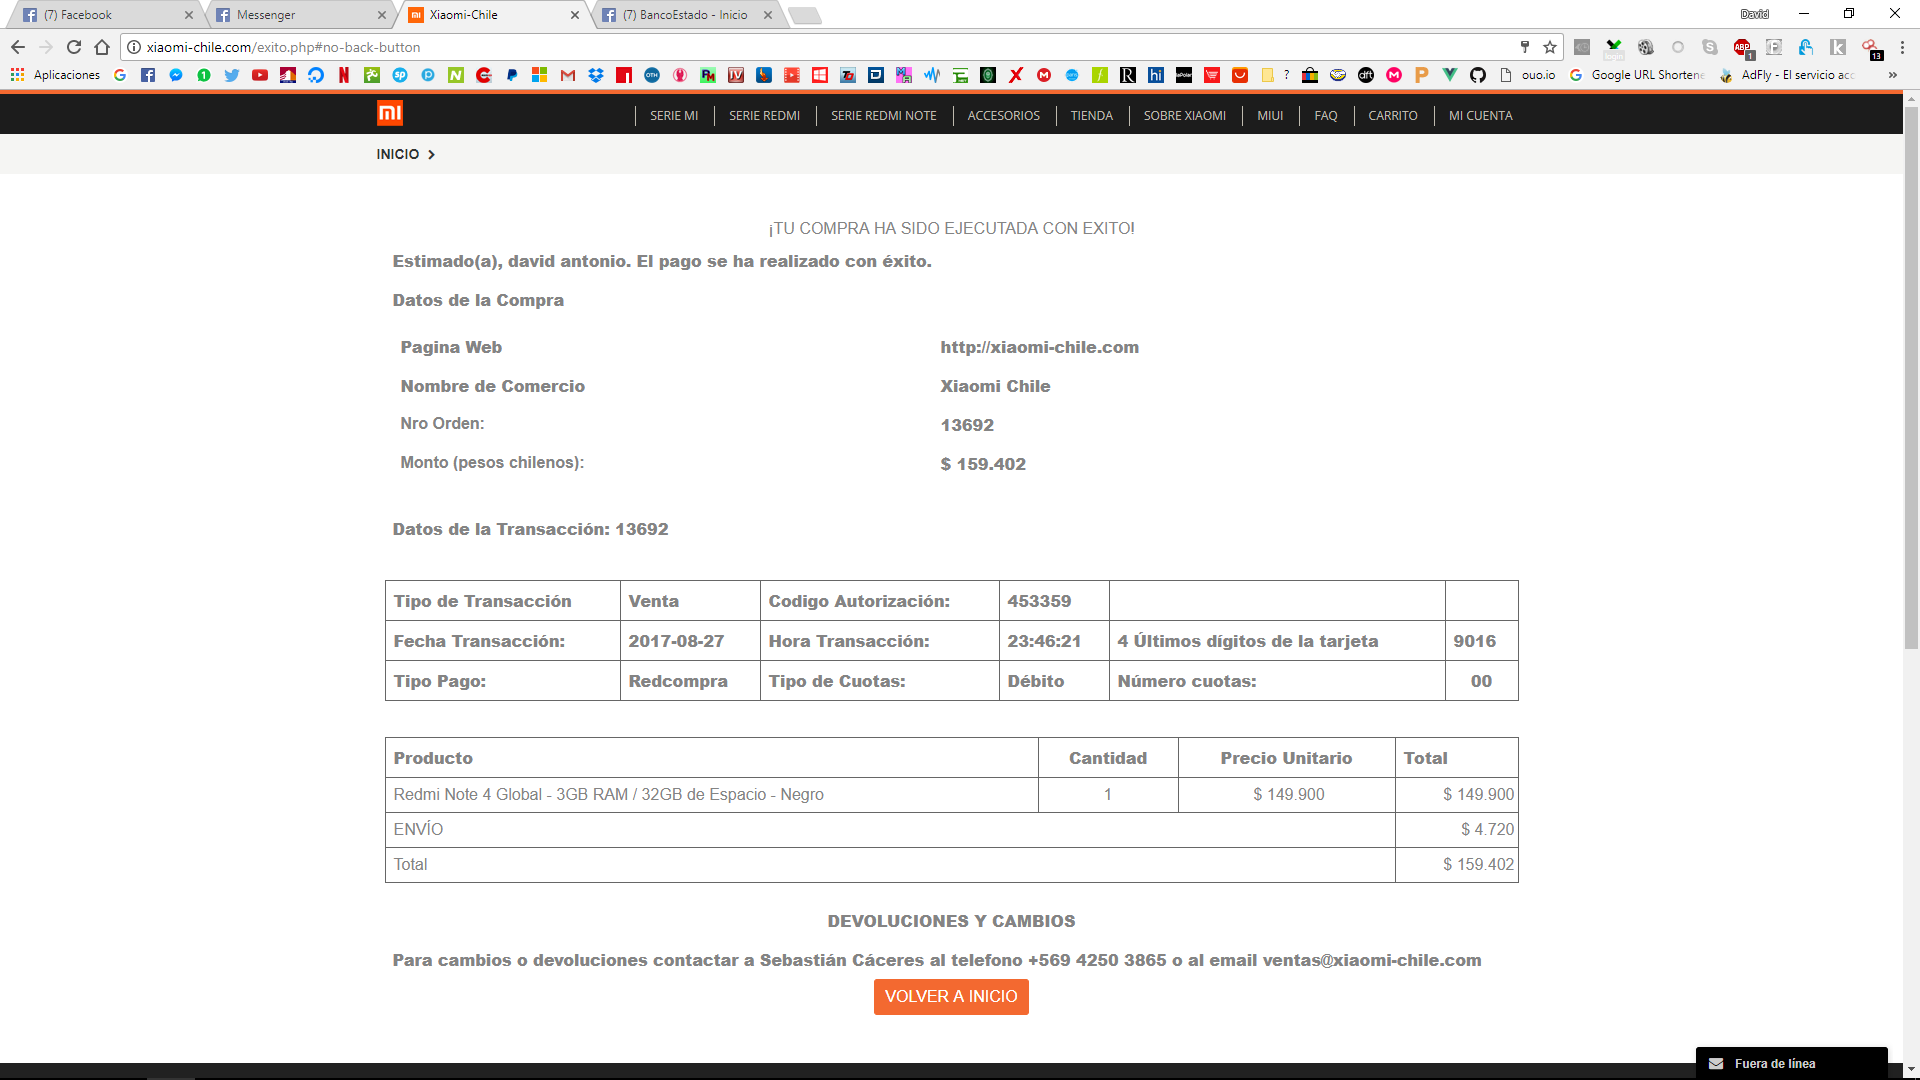 (7) Facebook
Messenger
Xiaomi-Chile
(7) BancoEstado - Inicio
David
xiaomi-chile.com/exito.php#no-back-button
Aplicaciones
?
ouo.io
Google URL Shortene
AdFly - El servicio acc
»
SERIE MI
SERIE REDMI
SERIE REDMI NOTE
ACCESORIOS
TIENDA
SOBRE XIAOMI
MIUI
FAQ
CARRITO
MI CUENTA
INICIO
¡TU COMPRA HA SIDO EJECUTADA CON EXITO!
Estimado(a), david antonio. El pago se ha realizado con éxito.
Datos de la Compra
Pagina Web http://xiaomi-chile.com
Nombre de Comercio Xiaomi Chile
Nro Orden: 13692
Monto (pesos chilenos): $ 159.402
Datos de la Transacción: 13692
Tipo de Transacción Venta Codigo Autorización: 453359
Fecha Transacción: 2017-08-27 Hora Transacción: 23:46:21 4 Últimos dígitos de la tarjeta 9016
Tipo Pago: Redcompra Tipo de Cuotas: Débito Número cuotas: 00
Producto Cantidad Precio Unitario Total
Redmi Note 4 Global - 3GB RAM / 32GB de Espacio - Negro 1 $ 149.900 $ 149.900
ENVÍO $ 4.720
Total $ 159.402
DEVOLUCIONES Y CAMBIOS
Para cambios o devoluciones contactar a Sebastián Cáceres al telefono +569 4250 3865 o al email ventas@xiaomi-chile.com
VOLVER A INICIO
Fuera de línea